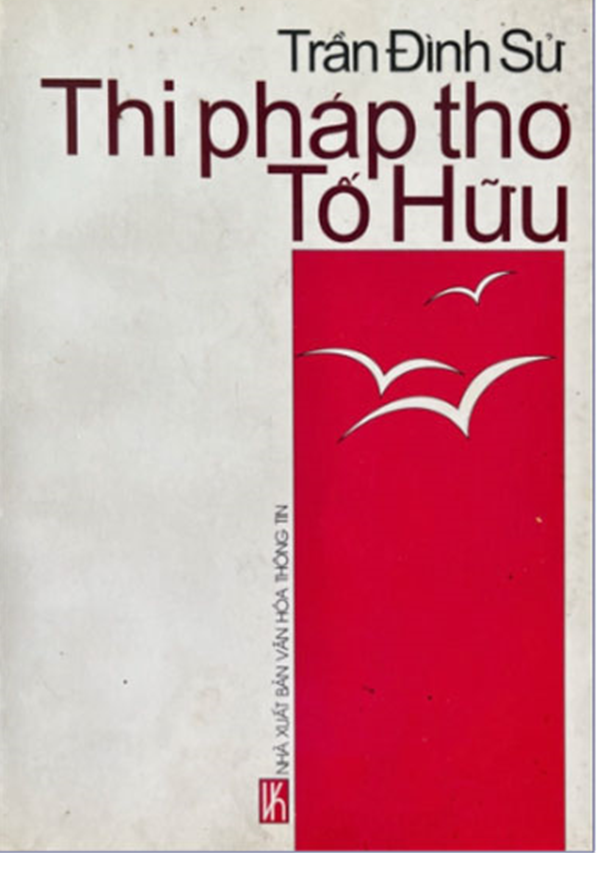 Trần Đình Sử
Thi pháp thơ
Tố Hữu
NHÀ XUẤT BẢN VĂN HÓA THÔNG TIN